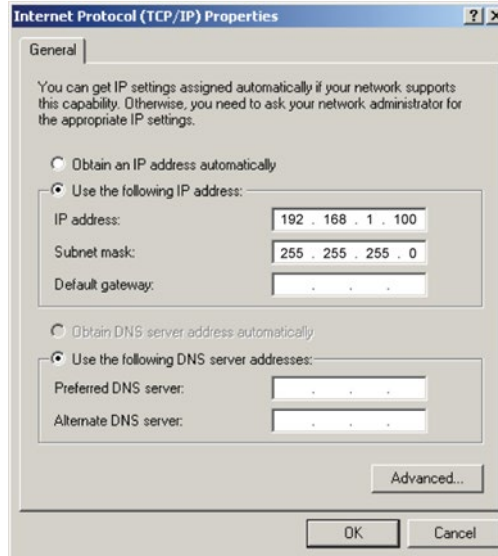 Internet Protocol (TCP/IP) Properties
General
You can get IP settings assigned automatically if your network supports
this capability. Otherwise, you need to ask your network administrator for
the appropriate IP settings.
Obtain an IP address automatically
Use the following IP address:
IP address: 192 . 168 . 1 . 100
Subnet mask: 255 . 255 . 255 . 0
Default gateway: . . .
Obtain DNS server address automatically
Use the following DNS server addresses:
Preferred DNS server: . . .
Alternate DNS server: . . .
Advanced...
OK Cancel